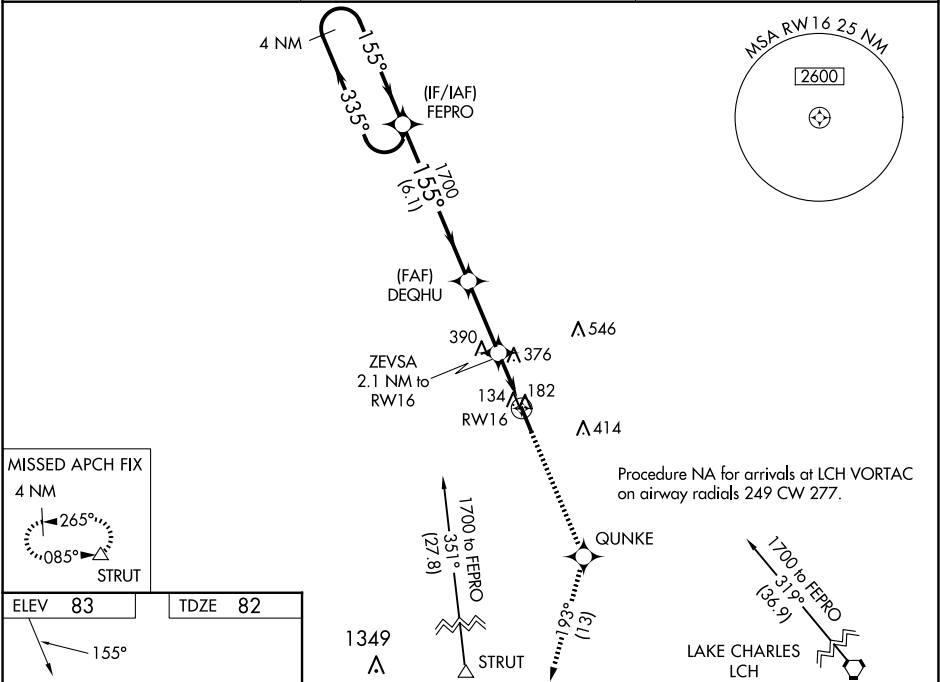 4 NM
155°
335°
(IF/IAF)
FEPRO
MSA RW16 25 NM
2600
1700
155°
(6.1)
(FAF)
DEQHU
546
390
376
ZEVSA
2.1 NM to
RW16
134
182
RW16
414
MISSED APCH FIX
4 NM
265°
085°
STRUT
Procedure NA for arrivals at LCH VORTAC
on airway radials 249 CW 277.
1700 to FEPRO
351°
(27.8)
QUNKE
193°
(13)
1700 to FEPRO
319°
(36.9)
ELEV 83
TDZE 82
155°
1349
STRUT
LAKE CHARLES
LCH